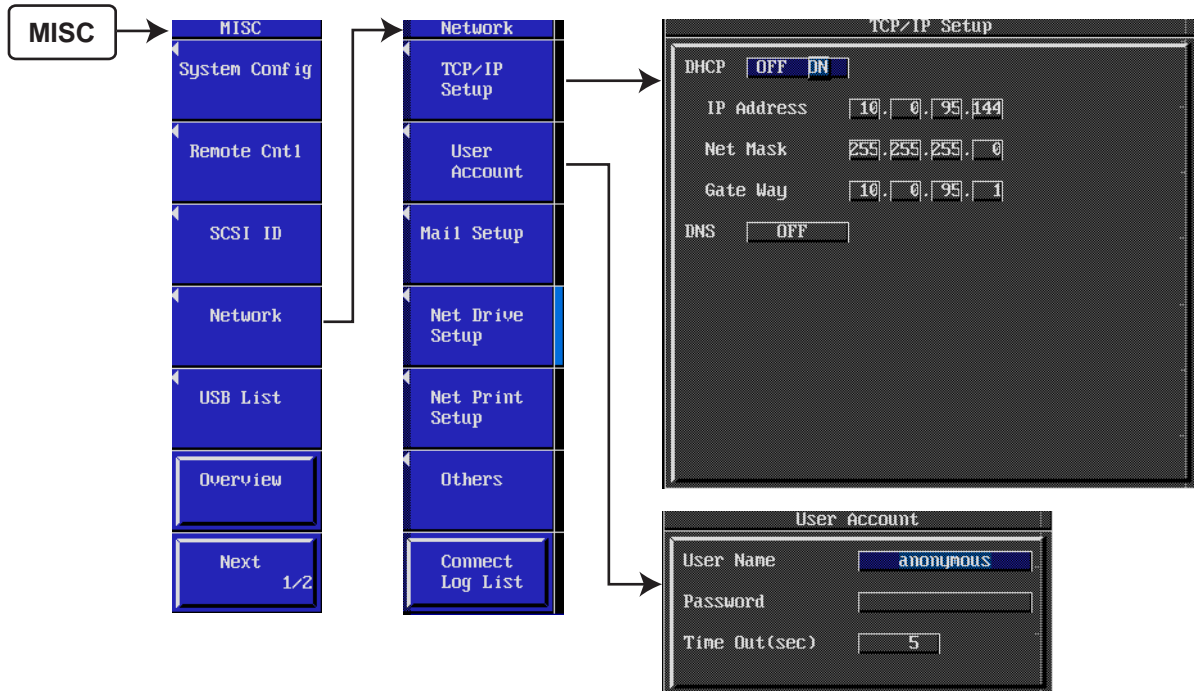 MISC
MISC
System Config
Remote Cntl
SCSI ID
Network
USB List
Overview
Next
1/2
Network
TCP/IP
Setup
User
Account
Mail Setup
Net Drive
Setup
Net Print
Setup
Others
Connect
Log List
TCP/IP Setup
DHCP OFF ON
IP Address 10. 0. 95.144
Net Mask 255.255.255. 0
Gate Way 10. 0. 95. 1
DNS OFF
User Account
User Name anonymous
Password
Time Out(sec) 5